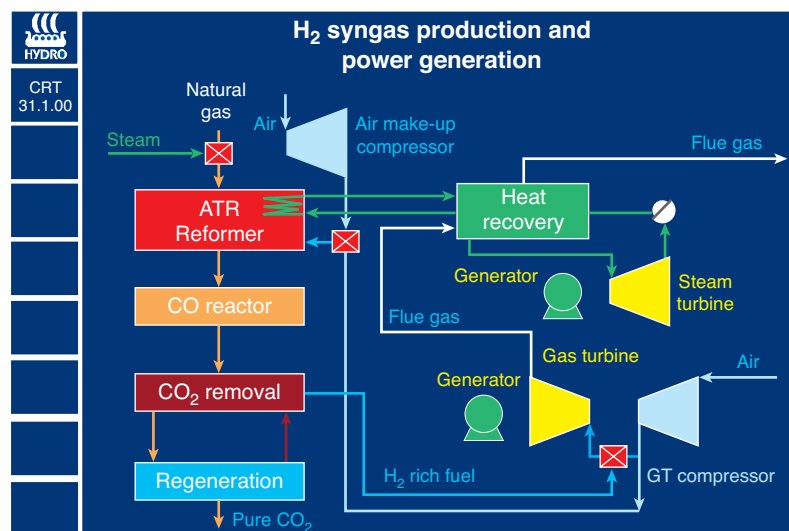 HYDRO
CRT
31.1.00
H₂ syngas production and
power generation
Natural
gas
Steam
Air
Air make-up
compressor
Flue gas
ATR
Reformer
Heat
recovery
Generator
Steam
turbine
CO reactor
Flue gas
Gas turbine
Air
CO₂ removal
Generator
Regeneration
H₂ rich fuel
GT compressor
Pure CO₂